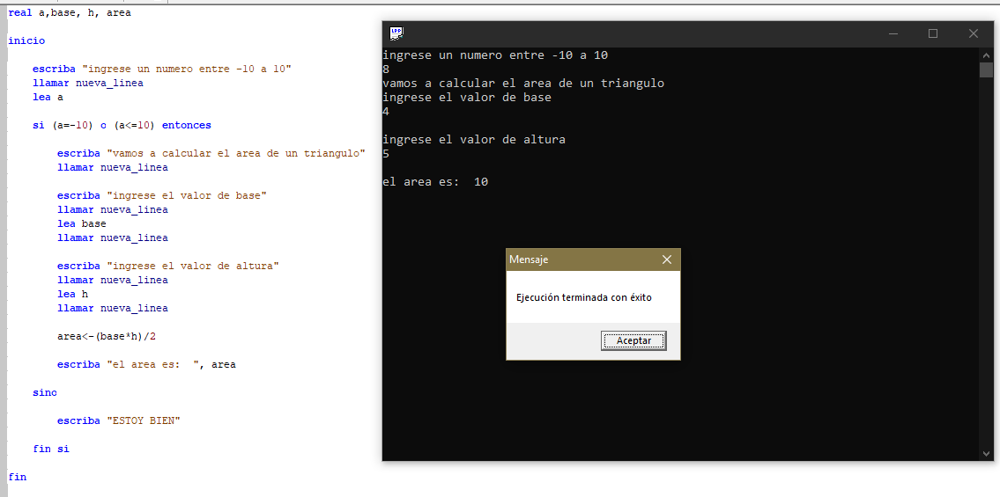 real a,base, h, area
inicio
escriba "ingrese un numero entre -10 a 10"
llamar nueva_linea
lea a
si (a=-10) o (a<=10) entonces
escriba "vamos a calcular el area de un triangulo"
llamar nueva_linea
escriba "ingrese el valor de base"
llamar nueva_linea
lea base
llamar nueva_linea
escriba "ingrese el valor de altura"
llamar nueva_linea
lea h
llamar nueva_linea
area<-(base*h)/2
escriba "el area es:  ", area
sino
escriba "ESTOY BIEN"
fin si
fin
LPP
ingrese un numero entre -10 a 10
8
vamos a calcular el area de un triangulo
ingrese el valor de base
4
ingrese el valor de altura
5
el area es:  10
Mensaje
Ejecución terminada con éxito
Aceptar